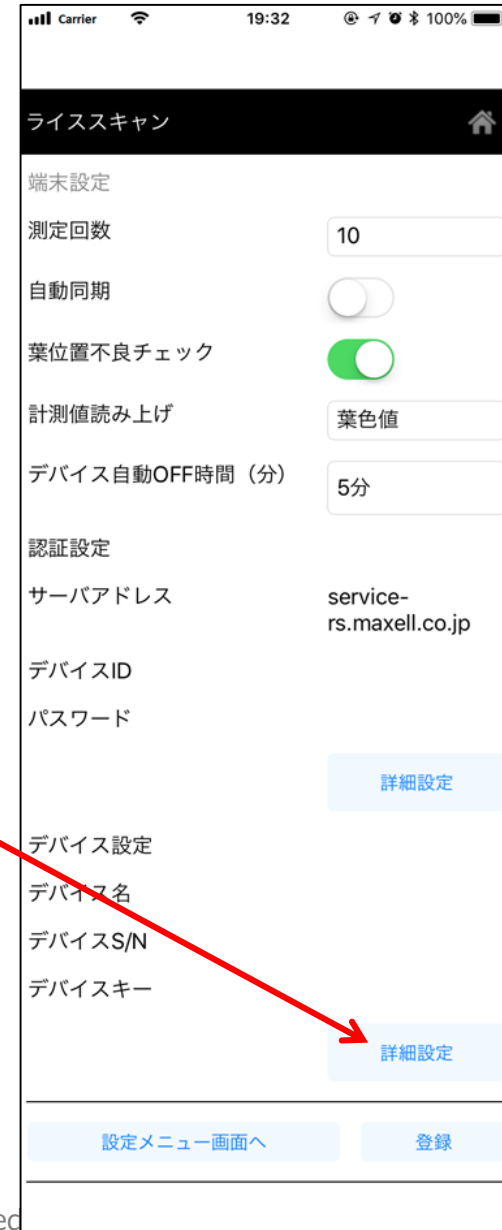 Carrier 19:32 100%
ライススキャン
端末設定
測定回数 10
自動同期
葉位置不良チェック
計測値読み上げ 葉色値
デバイス自動OFF時間（分） 5分
認証設定
サーバアドレス service-
rs.maxell.co.jp
デバイスID
パスワード
詳細設定
デバイス設定
デバイス名
デバイスS/N
デバイスキー
詳細設定
設定メニュー画面へ 登録
ed